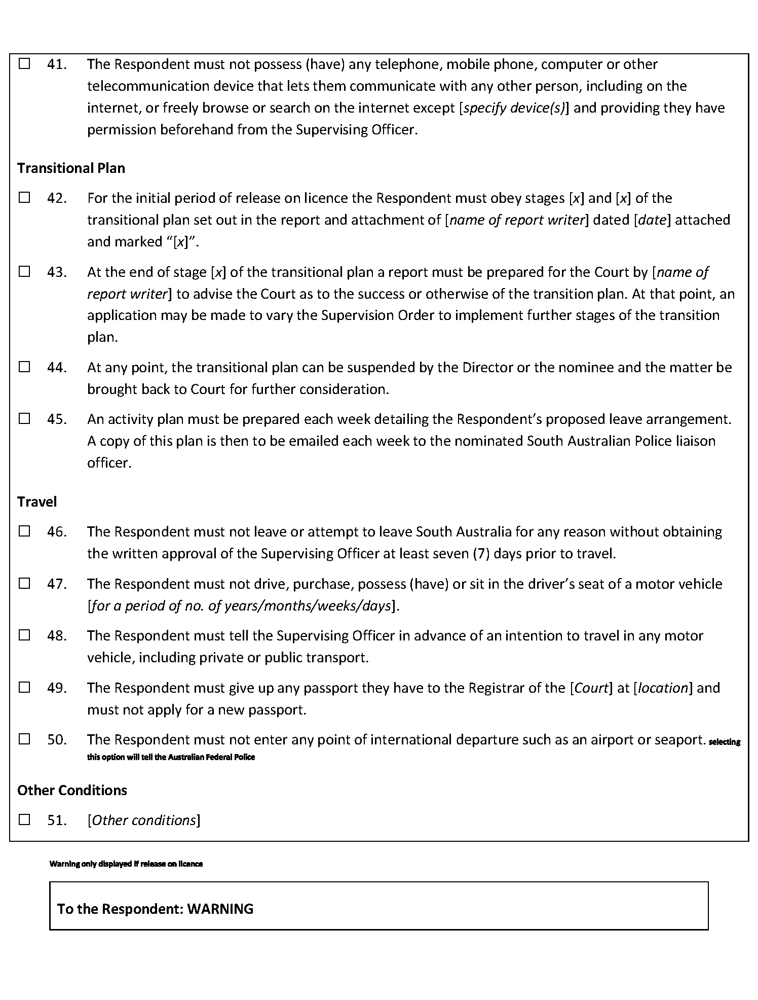 ☐ 41. The Respondent must not possess (have) any telephone, mobile phone, computer or other
telecommunication device that lets them communicate with any other person, including on the
internet, or freely browse or search on the internet except [specify device(s)] and providing they have
permission beforehand from the Supervising Officer.
Transitional Plan
☐ 42. For the initial period of release on licence the Respondent must obey stages [x] and [x] of the
transitional plan set out in the report and attachment of [name of report writer] dated [date] attached
and marked “[x]”.
☐ 43. At the end of stage [x] of the transitional plan a report must be prepared for the Court by [name of
report writer] to advise the Court as to the success or otherwise of the transition plan. At that point, an
application may be made to vary the Supervision Order to implement further stages of the transition
plan.
☐ 44. At any point, the transitional plan can be suspended by the Director or the nominee and the matter be
brought back to Court for further consideration.
☐ 45. An activity plan must be prepared each week detailing the Respondent’s proposed leave arrangement.
A copy of this plan is then to be emailed each week to the nominated South Australian Police liaison
officer.
Travel
☐ 46. The Respondent must not leave or attempt to leave South Australia for any reason without obtaining
the written approval of the Supervising Officer at least seven (7) days prior to travel.
☐ 47. The Respondent must not drive, purchase, possess (have) or sit in the driver’s seat of a motor vehicle
[for a period of no. of years/months/weeks/days].
☐ 48. The Respondent must tell the Supervising Officer in advance of an intention to travel in any motor
vehicle, including private or public transport.
☐ 49. The Respondent must give up any passport they have to the Registrar of the [Court] at [location] and
must not apply for a new passport.
☐ 50. The Respondent must not enter any point of international departure such as an airport or seaport. selecting
this option will tell the Australian Federal Police
Other Conditions
☐ 51. [Other conditions]
Warning only displayed if release on licence
To the Respondent: WARNING